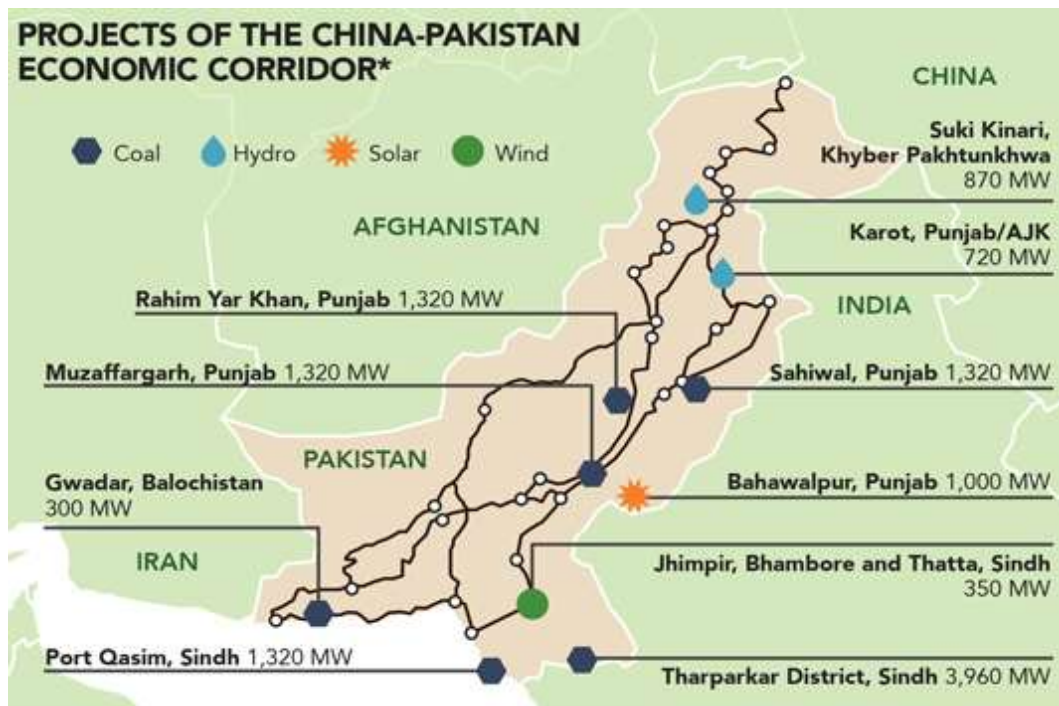 PROJECTS OF THE CHINA-PAKISTAN
ECONOMIC CORRIDOR*
Coal
Hydro
Solar
Wind
CHINA
Suki Kinari,
Khyber Pakhtunkhwa
870 MW
AFGHANISTAN
Karot, Punjab/AJK
720 MW
Rahim Yar Khan, Punjab 1,320 MW
INDIA
Muzaffargarh, Punjab 1,320 MW
Sahiwal, Punjab 1,320 MW
PAKISTAN
Gwadar, Balochistan
300 MW
Bahawalpur, Punjab 1,000 MW
IRAN
Jhimpir, Bhambore and Thatta, Sindh
350 MW
Port Qasim, Sindh 1,320 MW
Tharparkar District, Sindh 3,960 MW